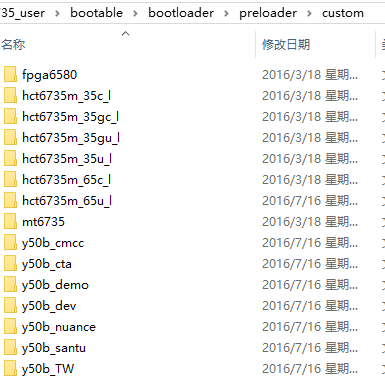 35_user > bootable > bootloader > preloader > custom
名称 修改日期
fpga6580 2016/3/18 星期...
hct6735m_35c_l 2016/3/18 星期...
hct6735m_35gc_l 2016/3/18 星期...
hct6735m_35gu_l 2016/3/18 星期...
hct6735m_35u_l 2016/3/18 星期...
hct6735m_65c_l 2016/3/18 星期...
hct6735m_65u_l 2016/7/16 星期...
mt6735 2016/3/18 星期...
y50b_cmcc 2016/7/16 星期...
y50b_cta 2016/7/16 星期...
y50b_demo 2016/7/16 星期...
y50b_dev 2016/7/16 星期...
y50b_nuance 2016/7/16 星期...
y50b_santu 2016/7/16 星期...
y50b_TW 2016/7/16 星期...